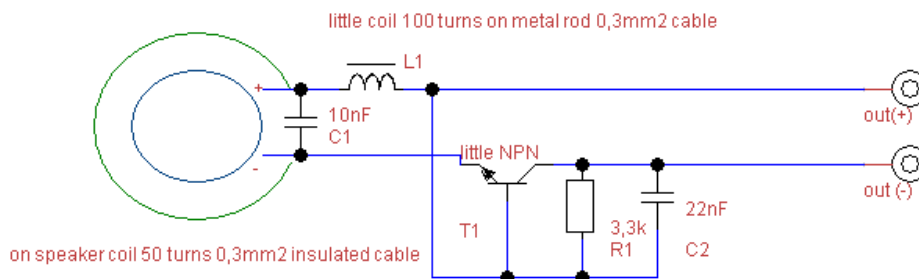 little coil 100 turns on metal rod 0,3mm2 cable
L1
+
10nF
C1
out(+)
little NPN
-
out (-)
T1
3,3k
R1
22nF
C2
on speaker coil 50 turns 0,3mm2 insulated cable